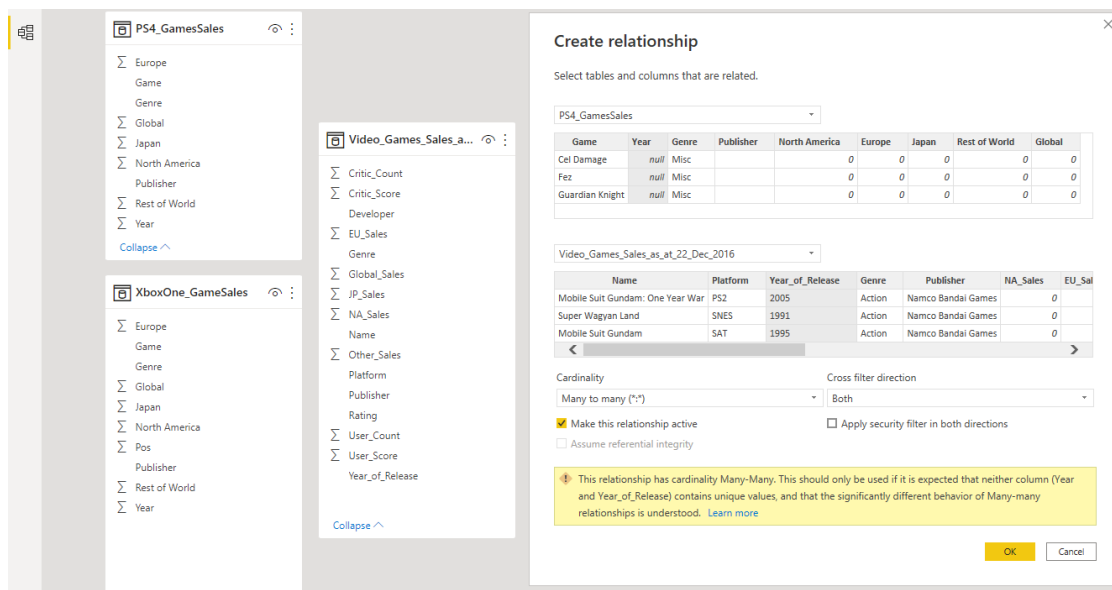 PS4_GamesSales
Σ Europe
Game
Genre
Σ Global
Σ Japan
Σ North America
Publisher
Σ Rest of World
Σ Year
Collapse
XboxOne_GameSales
Σ Europe
Game
Genre
Σ Global
Σ Japan
Σ North America
Σ Pos
Publisher
Σ Rest of World
Σ Year
Video_Games_Sales_a...
Σ Critic_Count
Σ Critic_Score
Developer
Σ EU_Sales
Genre
Σ Global_Sales
Σ JP_Sales
Σ NA_Sales
Name
Σ Other_Sales
Platform
Publisher
Rating
Σ User_Count
Σ User_Score
Year_of_Release
Collapse
Create relationship
Select tables and columns that are related.
PS4_GamesSales
Game Year Genre Publisher North America Europe Japan Rest of World Global
Cel Damage null Misc 0 0 0 0 0
Fez null Misc 0 0 0 0 0
Guardian Knight null Misc 0 0 0 0 0
Video_Games_Sales_as_at_22_Dec_2016
Name Platform Year_of_Release Genre Publisher NA_Sales EU_Sal
Mobile Suit Gundam: One Year War PS2 2005 Action Namco Bandai Games 0
Super Wagyan Land SNES 1991 Action Namco Bandai Games 0
Mobile Suit Gundam SAT 1995 Action Namco Bandai Games 0
Cardinality Cross filter direction
Many to many (*:*) Both
Make this relationship active Apply security filter in both directions
Assume referential integrity
This relationship has cardinality Many-Many. This should only be used if it is expected that neither column (Year
and Year_of_Release) contains unique values, and that the significantly different behavior of Many-many
relationships is understood. Learn more
OK Cancel